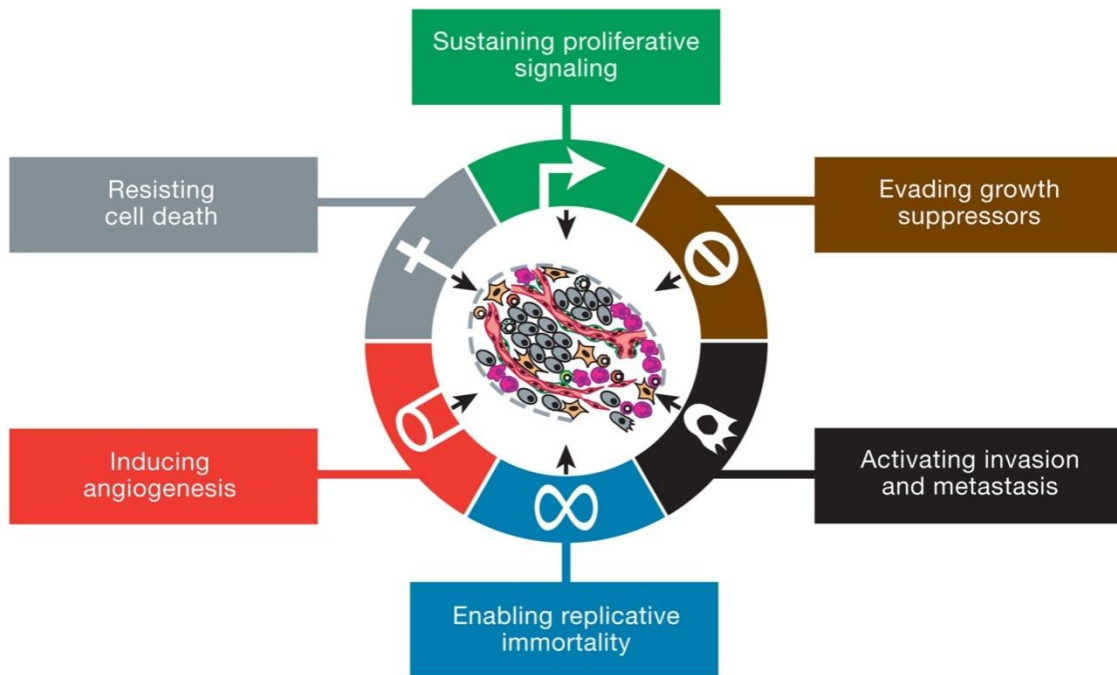 Sustaining proliferative
signaling
Resisting
cell death
Evading growth
suppressors
Inducing
angiogenesis
Activating invasion
and metastasis
Enabling replicative
immortality